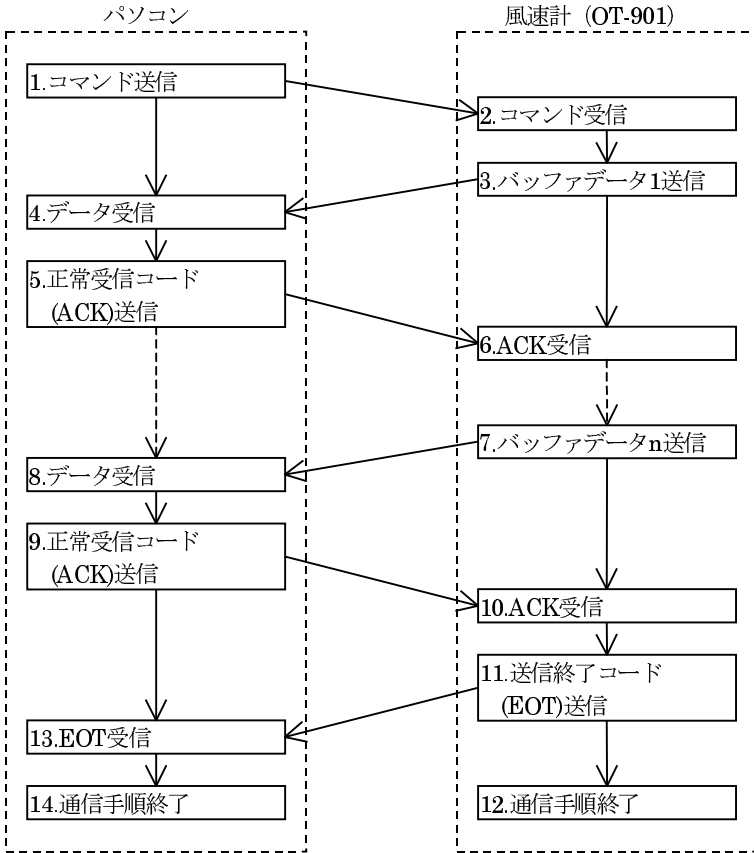 パソコン
風速計（OT-901）
1.コマンド送信
2.コマンド受信
3.バッファデータ1送信
4.データ受信
5.正常受信コード
(ACK)送信
6.ACK受信
7.バッファデータn送信
8.データ受信
9.正常受信コード
(ACK)送信
10.ACK受信
11.送信終了コード
(EOT)送信
13.EOT受信
14.通信手順終了
12.通信手順終了